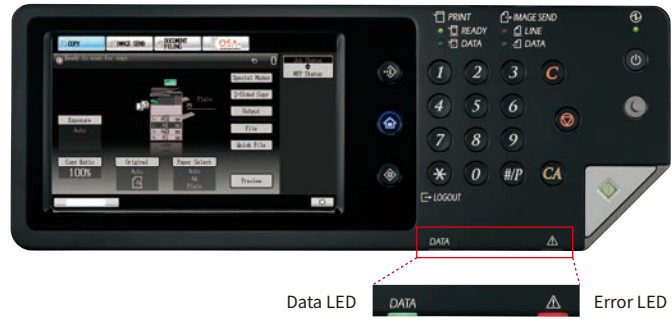 PRINT
IMAGE SEND
READY
LINE
DATA
DATA
COPY
IMAGE SEND
DOCUMENT
FILING
OSA
Ready to scan for copy.
Job Status
MFP Status
Special Modes
2-Sided Copy
Output
File
Quick File
Preview
Plain
Exposure
Auto
Copy Ratio
100%
Original
Auto
Paper Select
Auto
A4
Plain
1 2 3 C
4 5 6
7 8 9
* 0 #/P CA
LOGOUT
DATA
Data LED
DATA
Error LED